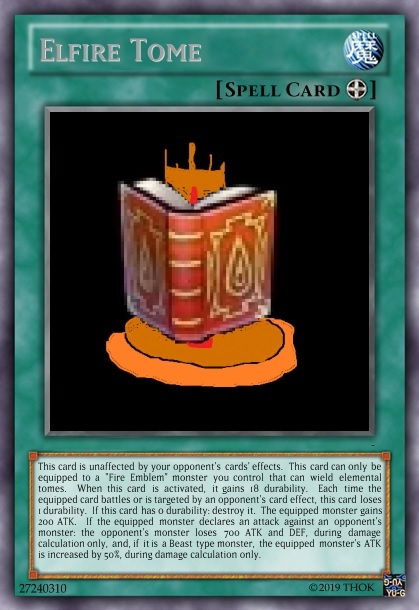 ELFIRE TOME
魔
[SPELL CARD]
This card is unaffected by your opponent's cards' effects. This card can only be
equipped to a "Fire Emblem" monster you control that can wield elemental
tomes. When this card is activated, it gains 18 durability. Each time the
equipped card battles or is targeted by an opponent's card effect, this card loses
1 durability. If this card has 0 durability: destroy it. The equipped monster gains
200 ATK. If the equipped monster declares an attack against an opponent's
monster: the opponent's monster loses 700 ATK and DEF, during damage
calculation only, and, if it is a Beast type monster, the equipped monster's ATK
is increased by 50%, during damage calculation only.
27240310
©2019 THOK